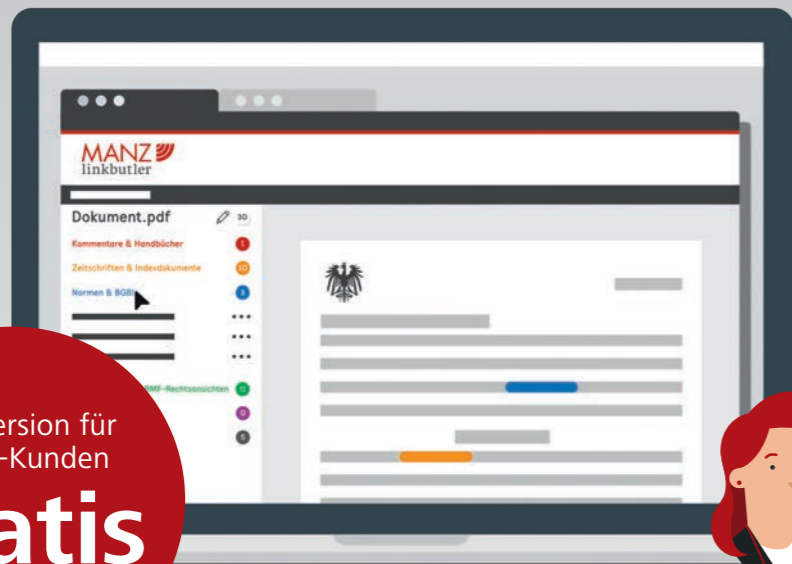 MANZ
linkbutler
Dokument.pdf 30
Kommentare & Handbücher 1
Zeitschriften & Indexdokumente 10
Normen & BGBl 3
BMF-Rechtsansichten 11
0
5
ersion für
-Kunden
atis